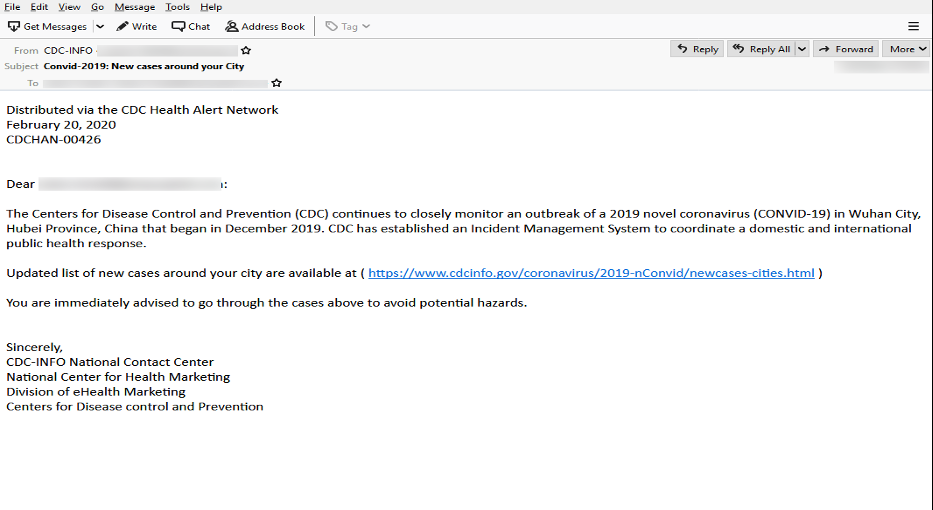 File Edit View Go Message Tools Help
Get Messages Write Chat Address Book Tag
From CDC-INFO Reply Reply All Forward More
Subject Convid-2019: New cases around your City
To
Distributed via the CDC Health Alert Network
February 20, 2020
CDCHAN-00426
Dear :
The Centers for Disease Control and Prevention (CDC) continues to closely monitor an outbreak of a 2019 novel coronavirus (CONVID-19) in Wuhan City,
Hubei Province, China that began in December 2019. CDC has established an Incident Management System to coordinate a domestic and international
public health response.
Updated list of new cases around your city are available at ( https://www.cdcinfo.gov/coronavirus/2019-nConvid/newcases-cities.html )
You are immediately advised to go through the cases above to avoid potential hazards.
Sincerely,
CDC-INFO National Contact Center
National Center for Health Marketing
Division of eHealth Marketing
Centers for Disease control and Prevention